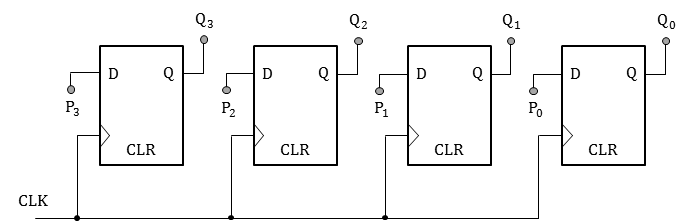 Q3 Q2 Q1 Q0
D Q D Q D Q D Q
P3 P2 P1 P0
CLR CLR CLR CLR
CLK